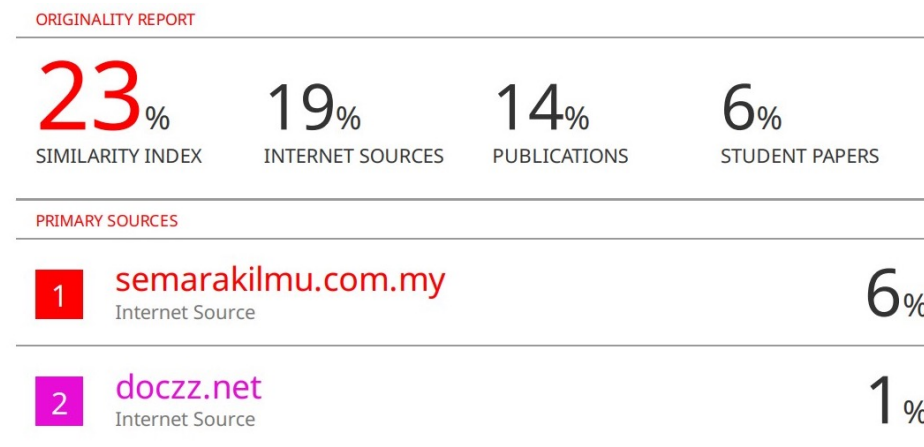 ORIGINALITY REPORT
23% 19% 14% 6%
SIMILARITY INDEX INTERNET SOURCES PUBLICATIONS STUDENT PAPERS
PRIMARY SOURCES
1 semarakilmu.com.my 6%
Internet Source
2 doczz.net 1%
Internet Source